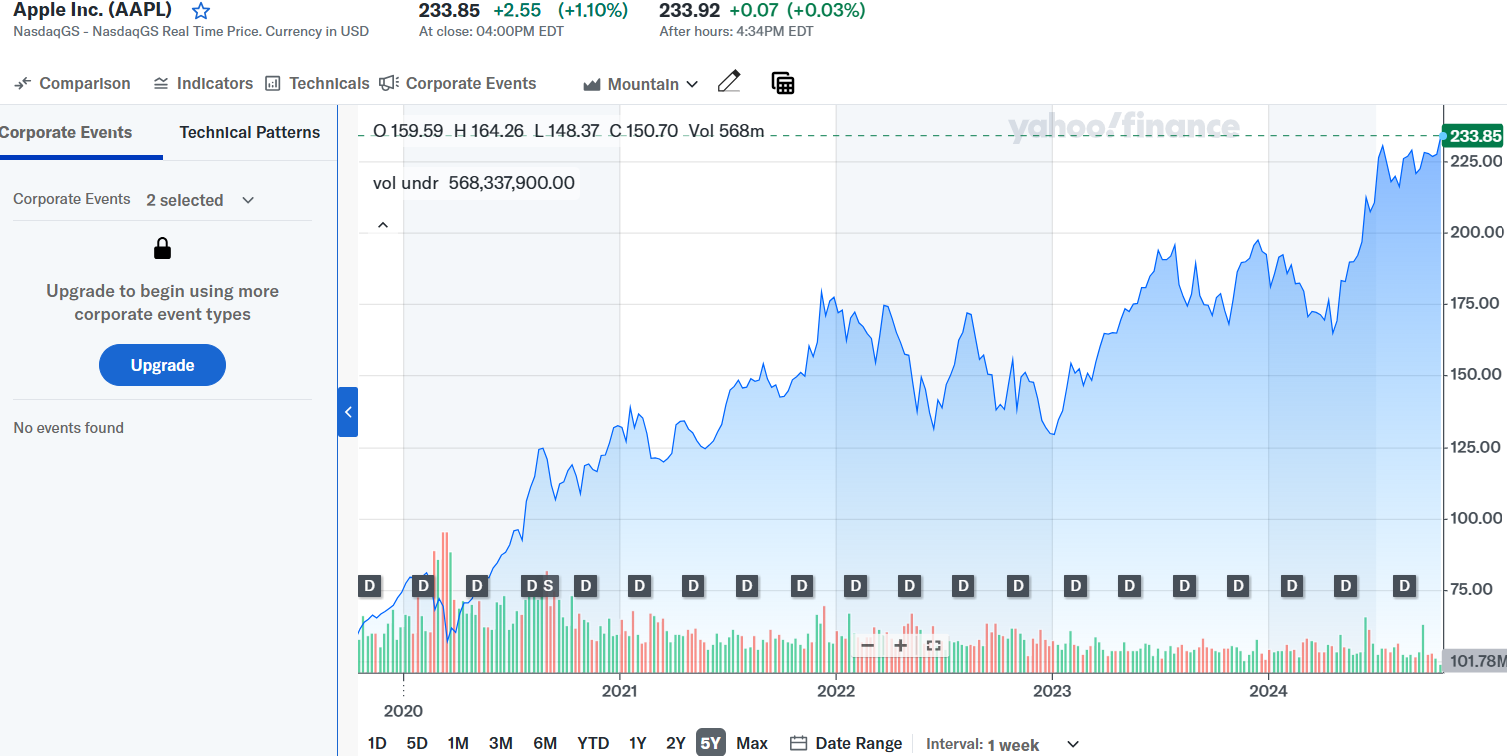 Apple Inc. (AAPL)
233.85 +2.55 (+1.10%)
233.92 +0.07 (+0.03%)
NasdaqGS - NasdaqGS Real Time Price. Currency in USD
At close: 04:00PM EDT
After hours: 4:34PM EDT
Comparison Indicators Technicals Corporate Events Mountain
Corporate Events Technical Patterns
Corporate Events 2 selected
Upgrade to begin using more
corporate event types
Upgrade
No events found
O 159.59 H 164.26 L 148.37 C 150.70 Vol 568m
yahoo!finance
vol undr 568,337,900.00
233.85
225.00
200.00
175.00
150.00
125.00
100.00
75.00
101.78M
D D D D S D D D D D D D D D D D D D D D D
2020 2021 2022 2023 2024
1D 5D 1M 3M 6M YTD 1Y 2Y 5Y Max Date Range Interval: 1 week